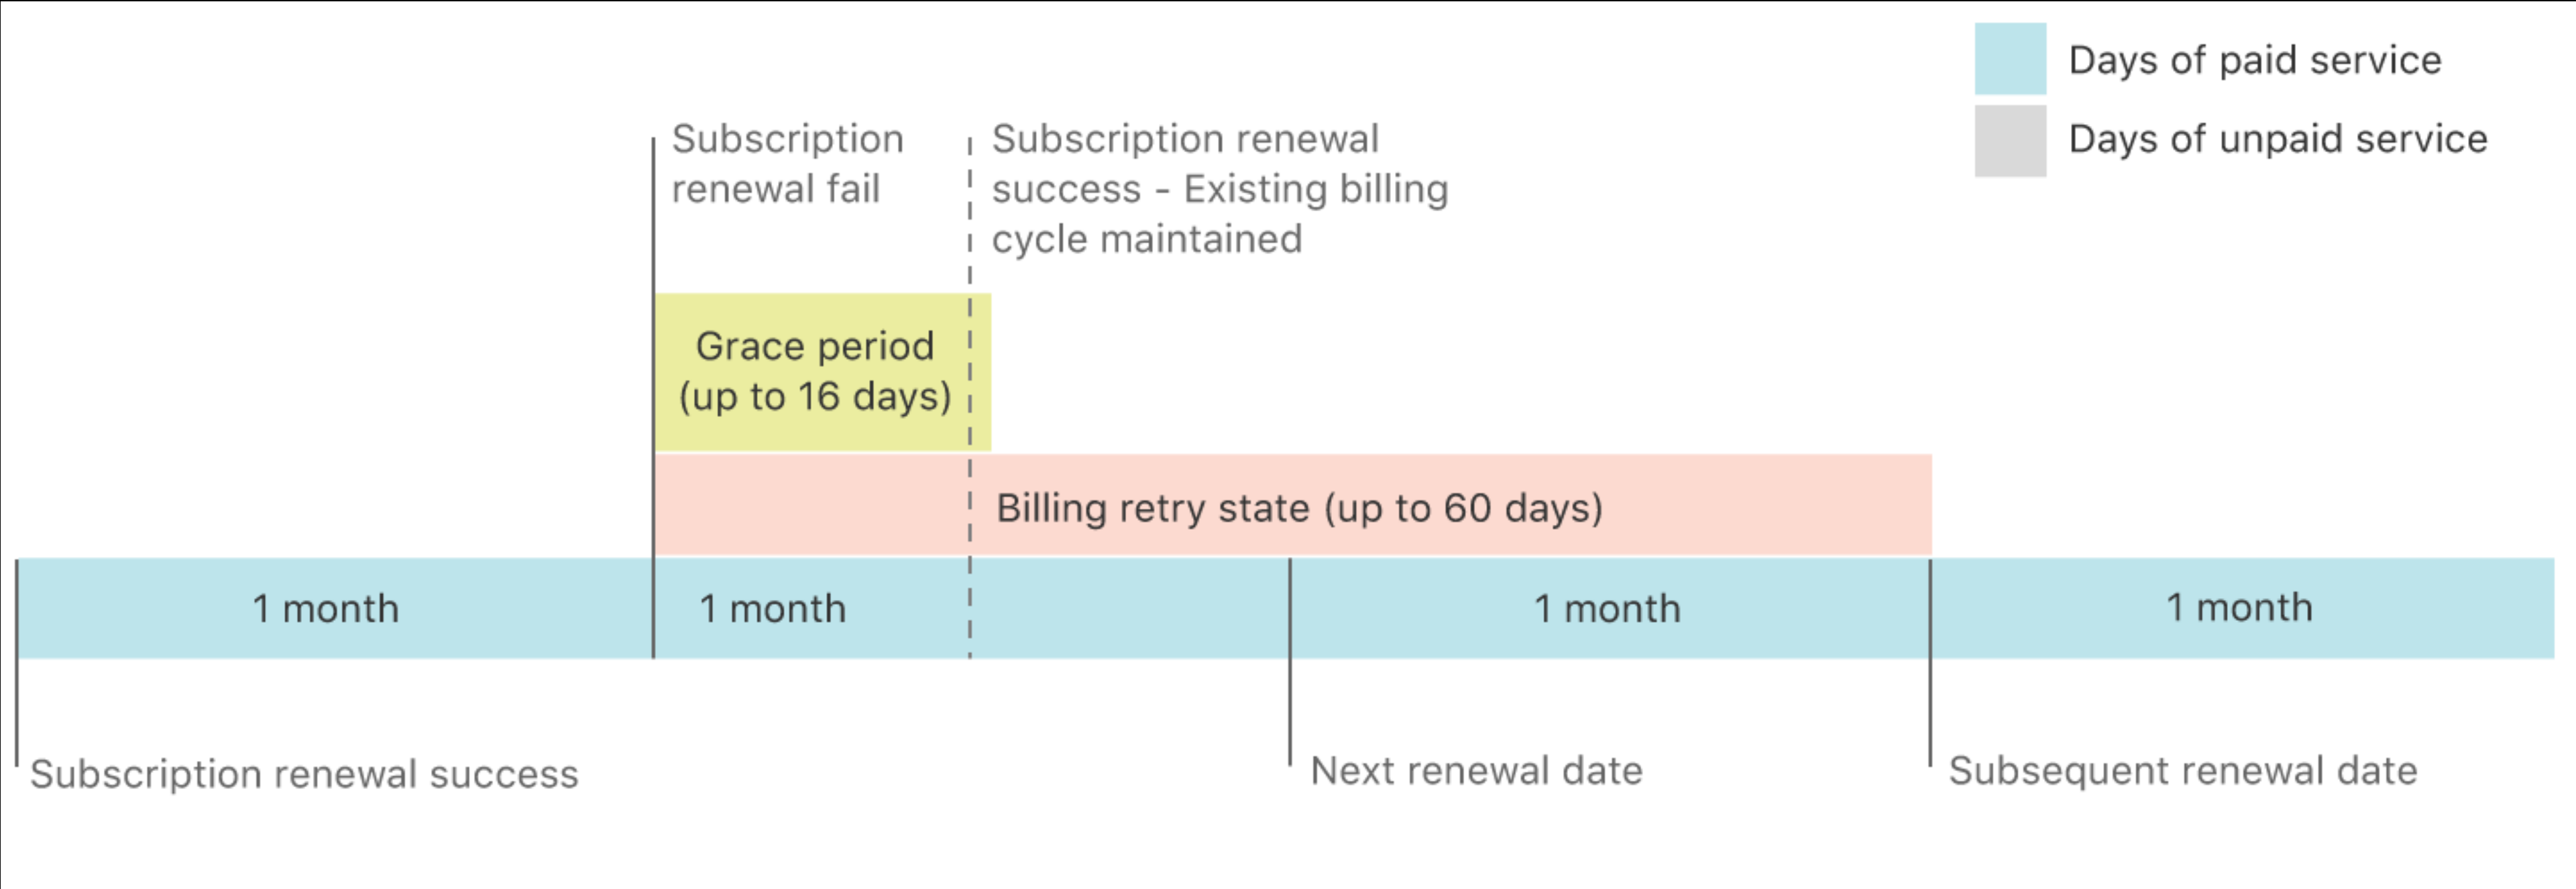 Days of paid service
Days of unpaid service
Subscription
renewal fail
Subscription renewal
success - Existing billing
cycle maintained
Grace period
(up to 16 days)
Billing retry state (up to 60 days)
1 month
1 month
1 month
1 month
Subscription renewal success
Next renewal date
Subsequent renewal date